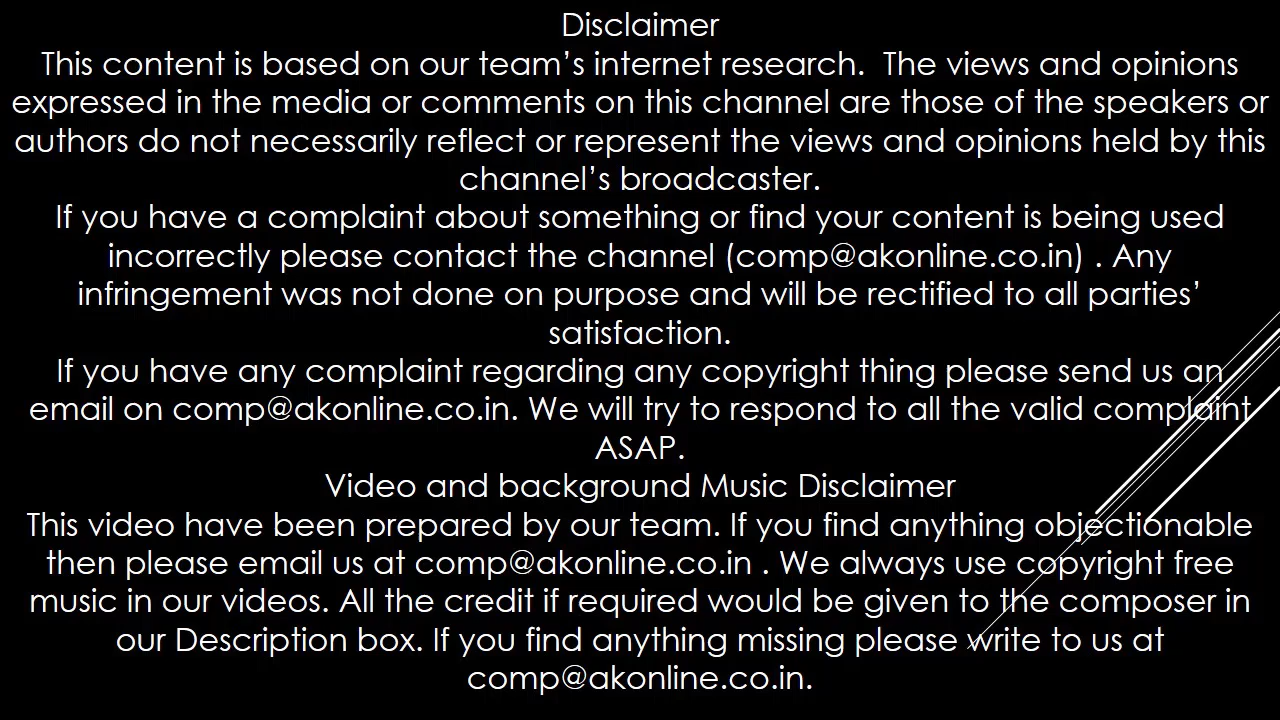 Disclaimer
This content is based on our team’s internet research.  The views and opinions
expressed in the media or comments on this channel are those of the speakers or
authors do not necessarily reflect or represent the views and opinions held by this
channel’s broadcaster.
If you have a complaint about something or find your content is being used
incorrectly please contact the channel (comp@akonline.co.in) . Any
infringement was not done on purpose and will be rectified to all parties’
satisfaction.
If you have any complaint regarding any copyright thing please send us an
email on comp@akonline.co.in. We will try to respond to all the valid complaint
ASAP.
Video and background Music Disclaimer
This video have been prepared by our team. If you find anything objectionable
then please email us at comp@akonline.co.in . We always use copyright free
music in our videos. All the credit if required would be given to the composer in
our Description box. If you find anything missing please write to us at
comp@akonline.co.in.